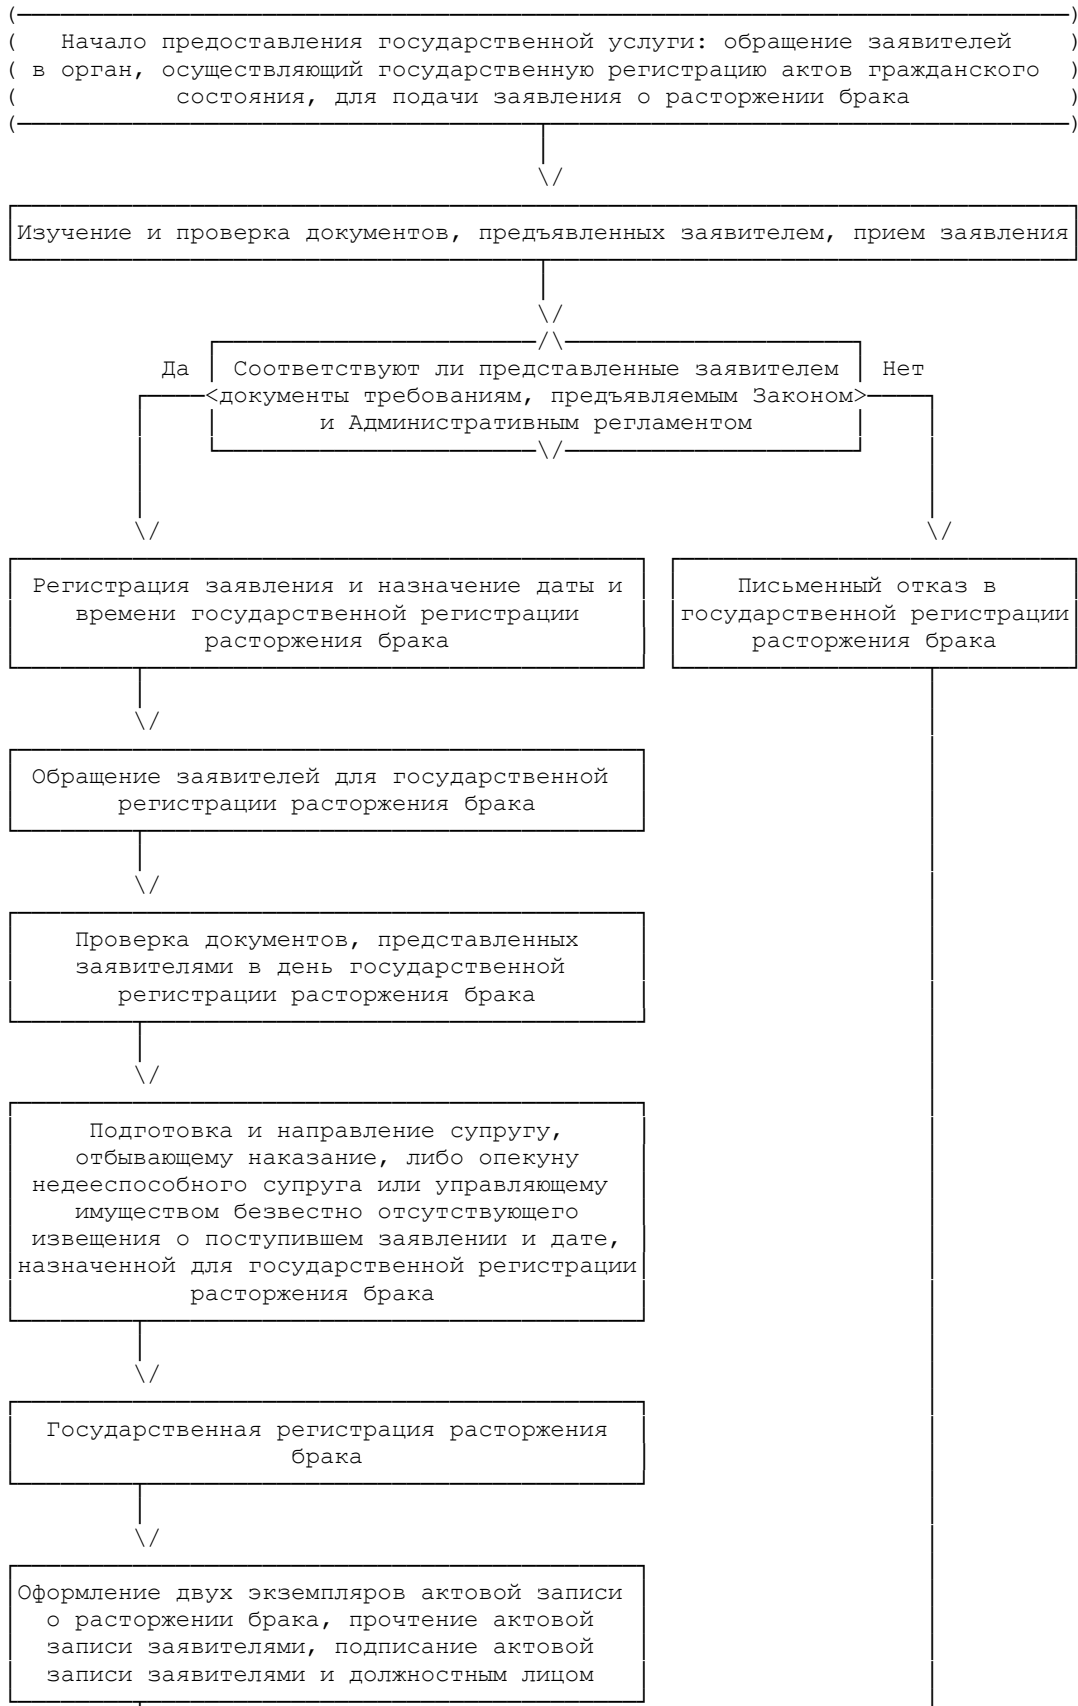 Начало предоставления государственной услуги: обращение заявителей
в орган, осуществляющий государственную регистрацию актов гражданского
состояния, для подачи заявления о расторжении брака
Изучение и проверка документов, предъявленных заявителем, прием заявления
Да
Соответствуют ли представленные заявителем
Нет
<документы требованиям, предъявляемым Законом>
и Административным регламентом
Регистрация заявления и назначение даты и
времени государственной регистрации
расторжения брака
Письменный отказ в
государственной регистрации
расторжения брака
Обращение заявителей для государственной
регистрации расторжения брака
Проверка документов, представленных
заявителями в день государственной
регистрации расторжения брака
Подготовка и направление супругу,
отбывающему наказание, либо опекуну
недееспособного супруга или управляющему
имуществом безвестно отсутствующего
извещения о поступившем заявлении и дате,
назначенной для государственной регистрации
расторжения брака
Государственная регистрация расторжения
брака
Оформление двух экземпляров актовой записи
о расторжении брака, прочтение актовой
записи заявителями, подписание актовой
записи заявителями и должностным лицом